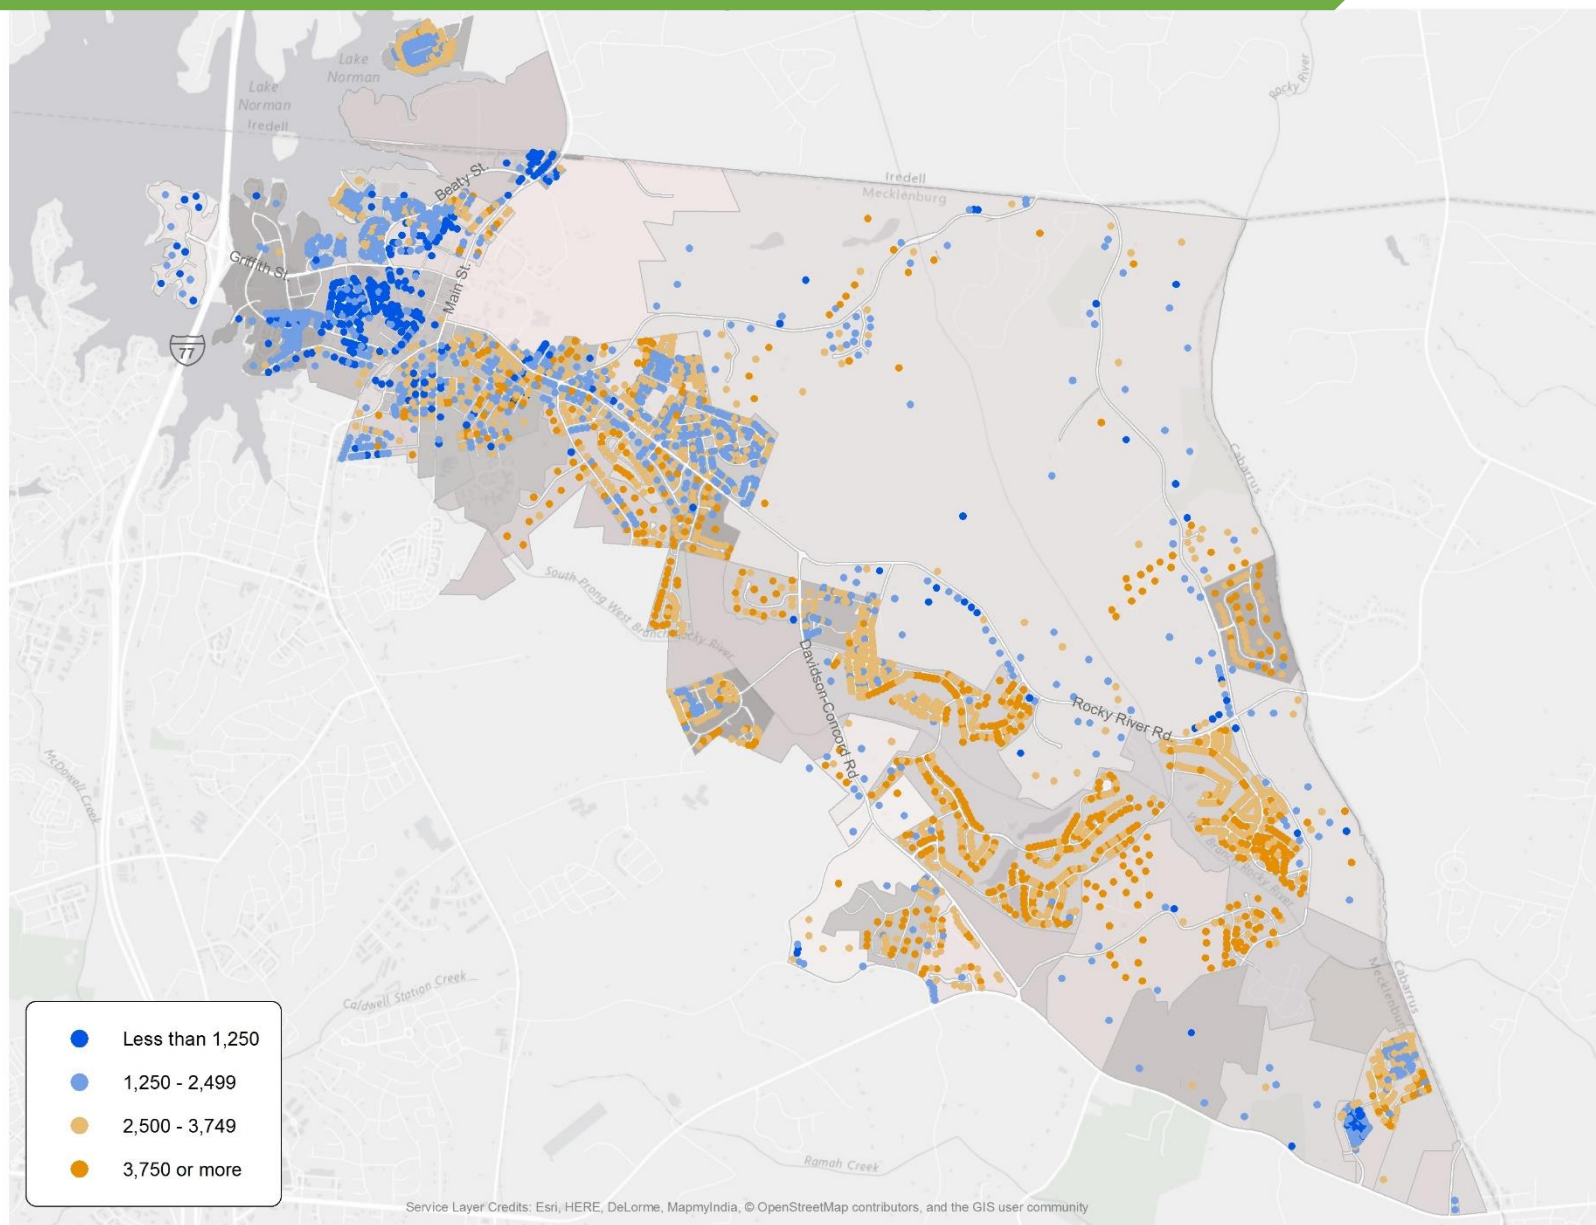 Lake
Norman
Lake
Norman
Iredell
Rocky River
Beaty St.
Iredell
Mecklenburg
Griffith St.
Main St.
77
Cabarrus
South Prong West Branch Rocky River
Davidson-Concord Rd
Rocky River Rd.
McDowell Creek
Branch Rocky River
Caldwell Station Creek
Cabarrus
Mecklenburg
Less than 1,250
1,250 - 2,499
2,500 - 3,749
3,750 or more
Ramah Creek
Service Layer Credits: Esri, HERE, DeLorme, MapmyIndia, © OpenStreetMap contributors, and the GIS user community